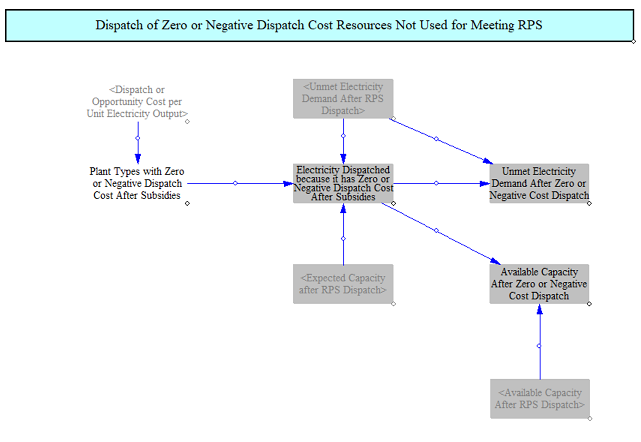 Dispatch of Zero or Negative Dispatch Cost Resources Not Used for Meeting RPS
<Dispatch or
Opportunity Cost per
Unit Electricity Output>
<Unmet Electricity
Demand After RPS
Dispatch>
Plant Types with Zero
or Negative Dispatch
Cost After Subsidies
Electricity Dispatched
because it has Zero or
Negative Dispatch Cost
After Subsidies
Unmet Electricity
Demand After Zero or
Negative Cost Dispatch
<Expected Capacity
after RPS Dispatch>
Available Capacity
After Zero or Negative
Cost Dispatch
<Available Capacity
After RPS Dispatch>